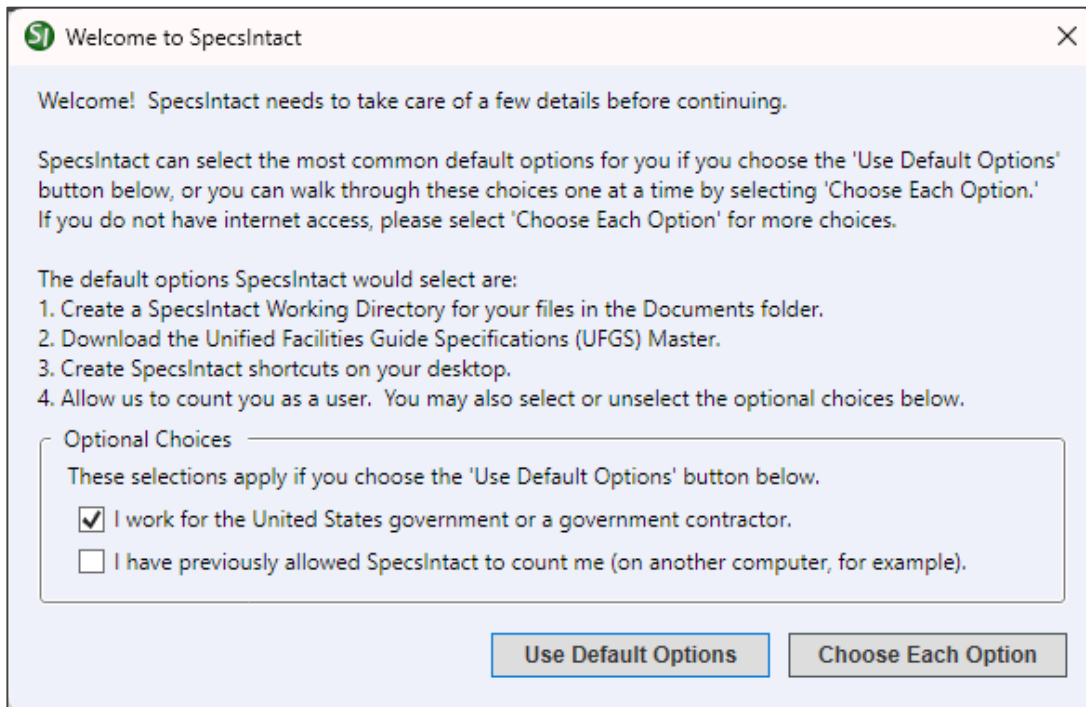 SI Welcome to SpecsIntact
Welcome!  SpecsIntact needs to take care of a few details before continuing.
SpecsIntact can select the most common default options for you if you choose the 'Use Default Options'
button below, or you can walk through these choices one at a time by selecting 'Choose Each Option.'
If you do not have internet access, please select 'Choose Each Option' for more choices.
The default options SpecsIntact would select are:
1. Create a SpecsIntact Working Directory for your files in the Documents folder.
2. Download the Unified Facilities Guide Specifications (UFGS) Master.
3. Create SpecsIntact shortcuts on your desktop.
4. Allow us to count you as a user.  You may also select or unselect the optional choices below.
Optional Choices
These selections apply if you choose the 'Use Default Options' button below.
I work for the United States government or a government contractor.
I have previously allowed SpecsIntact to count me (on another computer, for example).
Use Default Options Choose Each Option